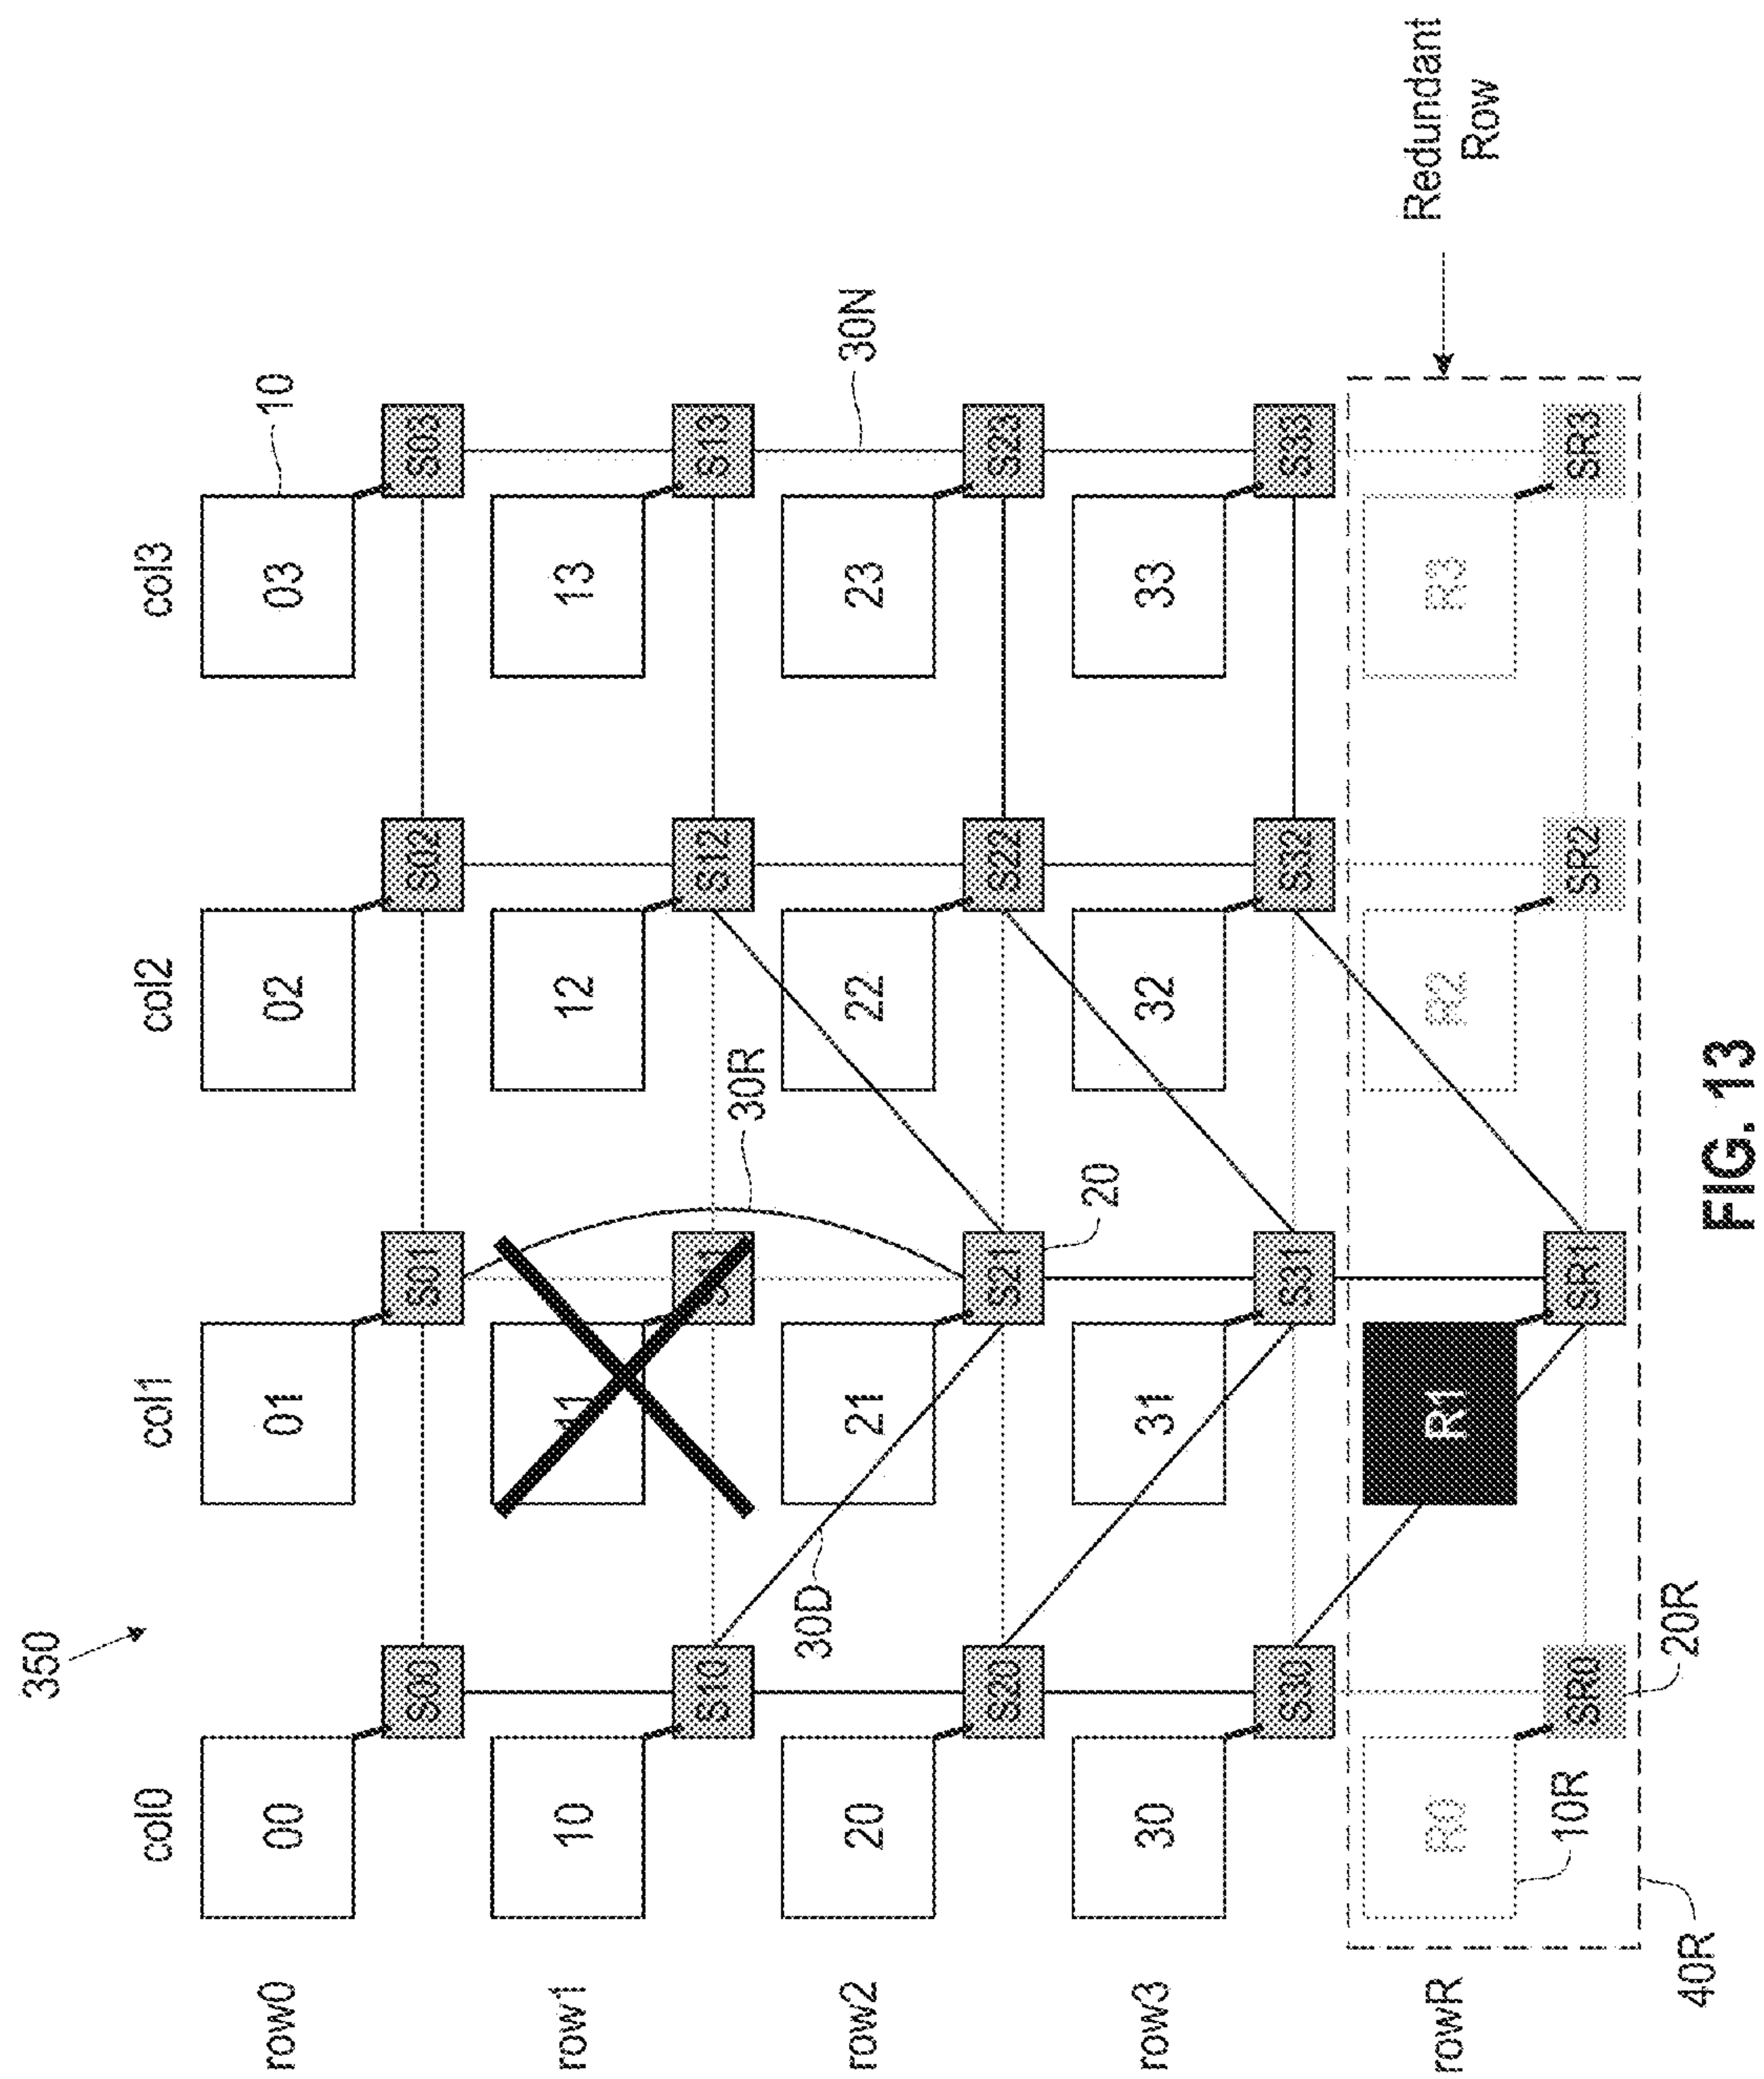 350
col0
col1
col2
col3
row0
00
S00
01
S01
02
S02
03
S03
10
row1
10
S10
11
12
S12
13
S13
30R
30N
row2
20
S20
21
S21
22
S22
23
S23
30D
20
row3
30
S30
31
S31
32
S32
33
S33
rowR
R0
SR0
R1
SR1
R2
SR2
R3
SR3
Redundant
Row
40R
10R
20R
FIG. 13